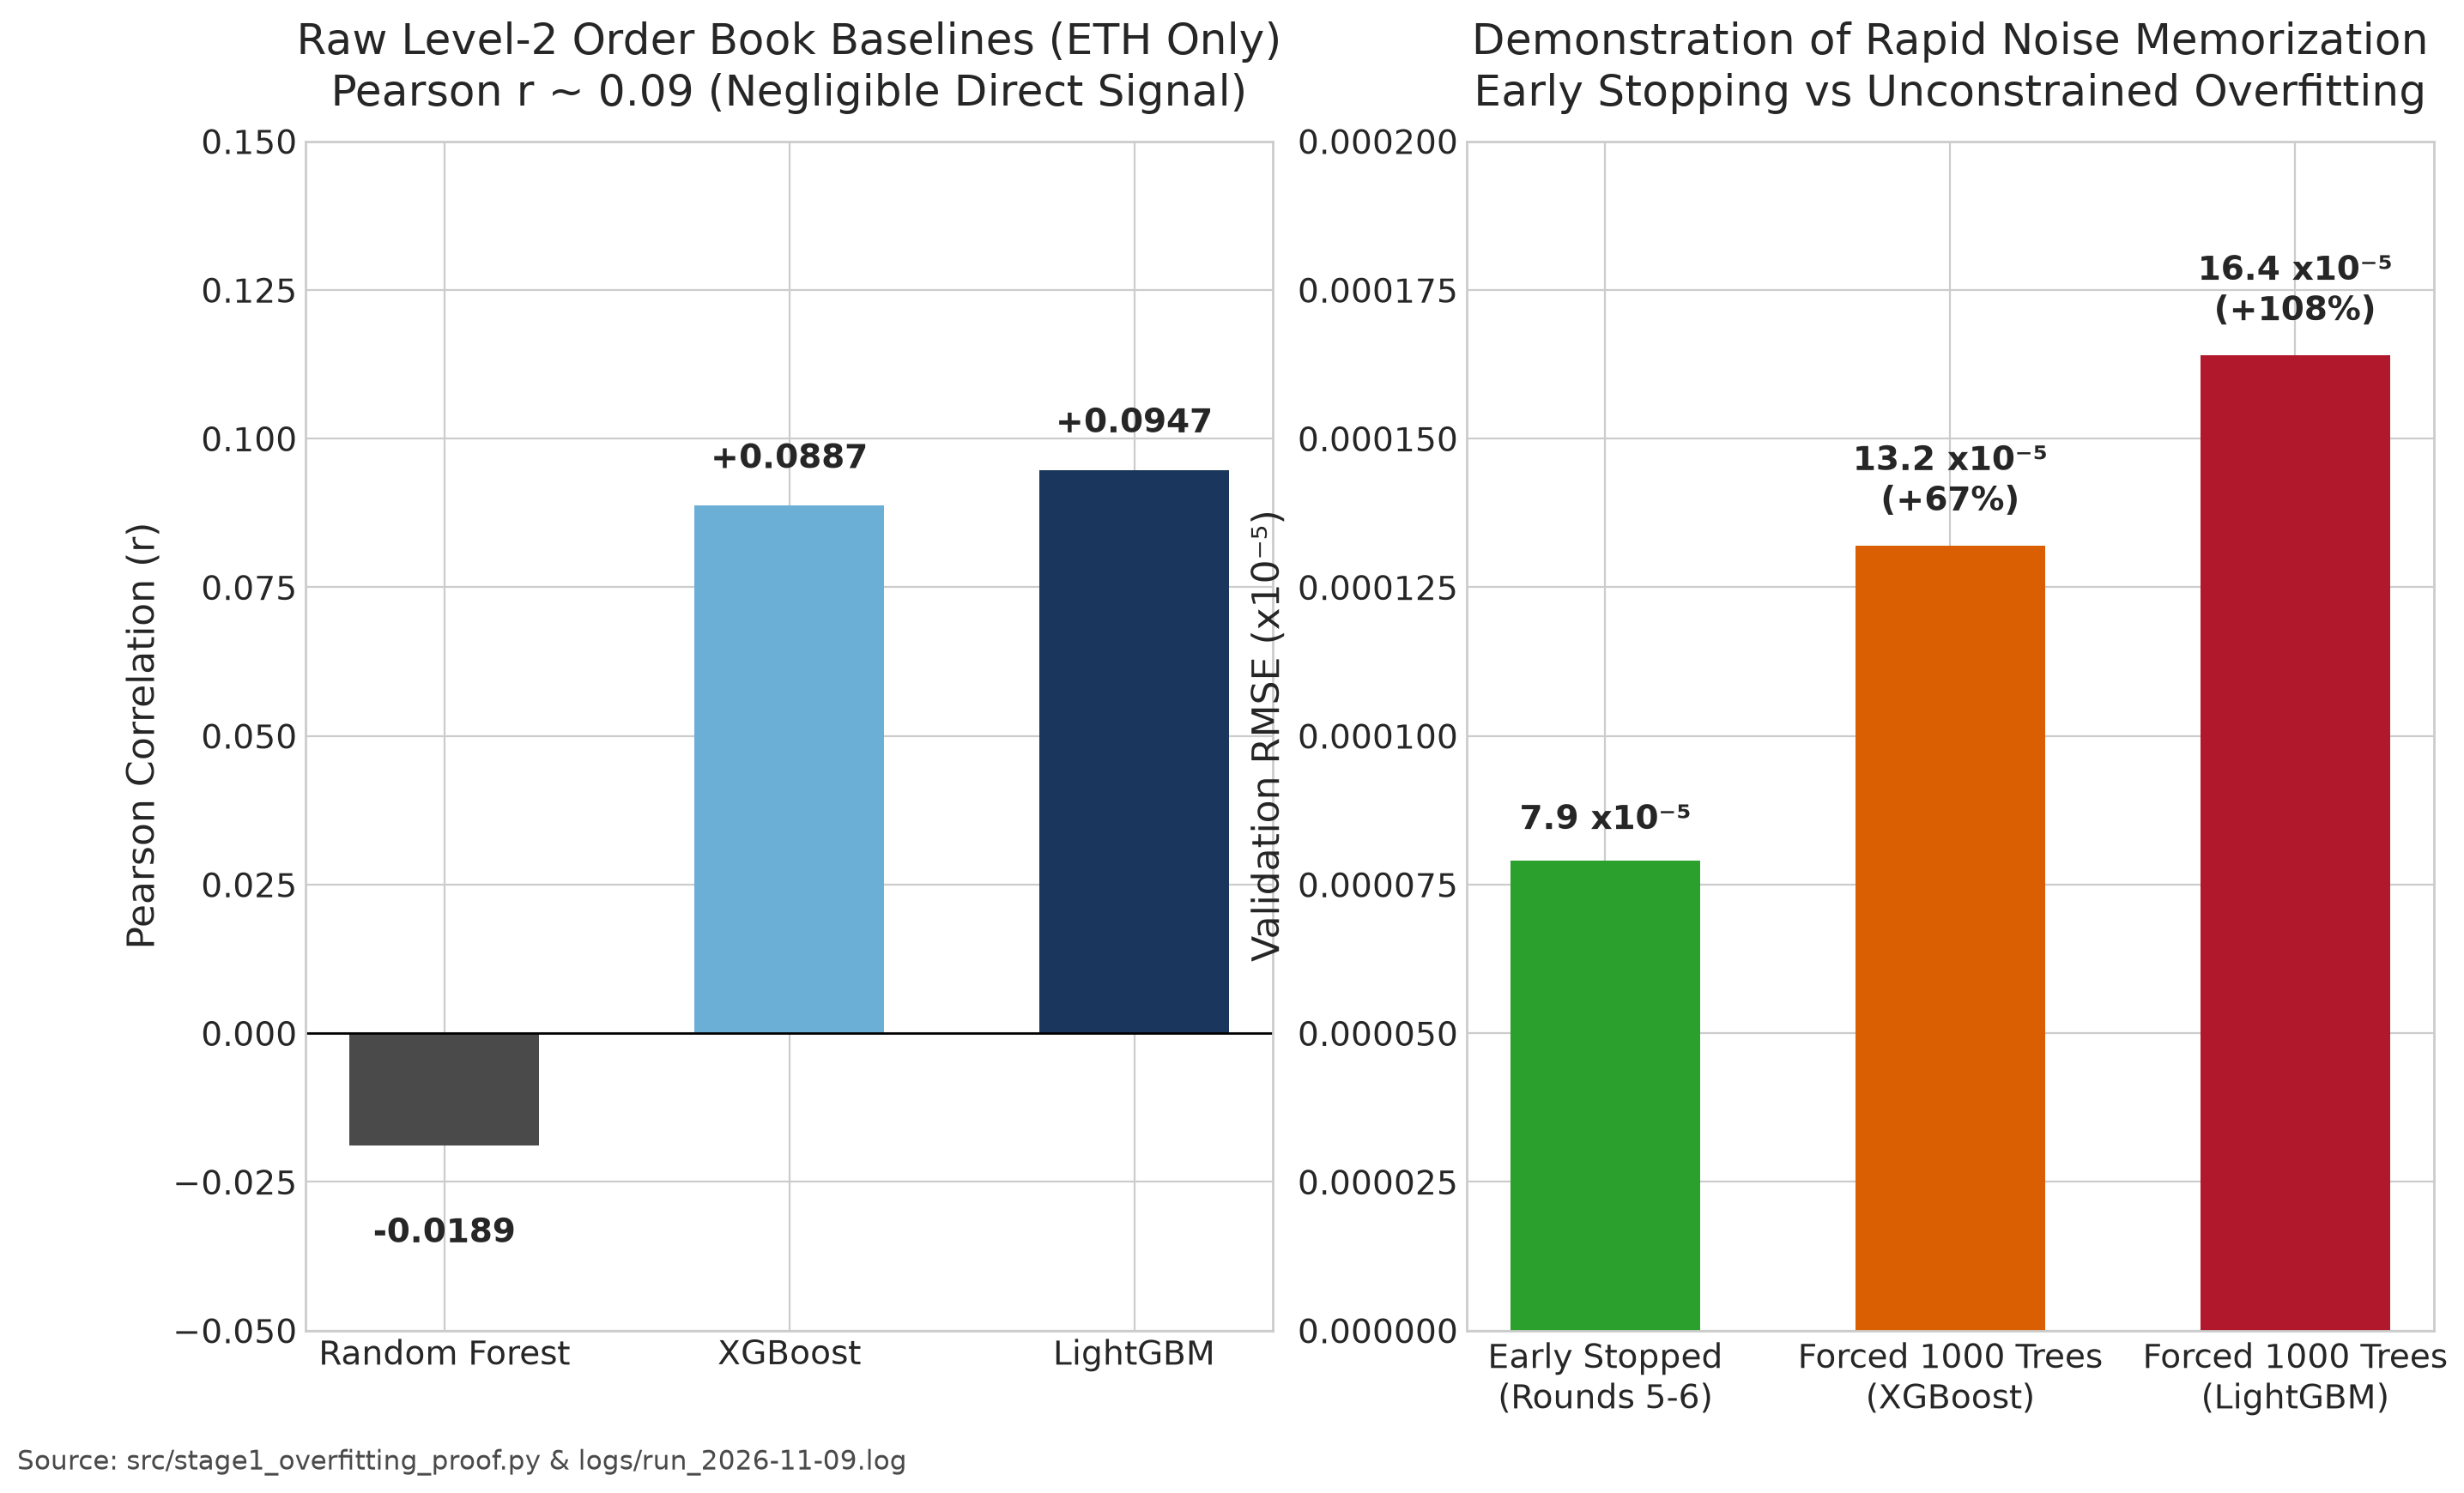 Raw Level-2 Order Book Baselines (ETH Only)
Pearson r ~ 0.09 (Negligible Direct Signal)
Pearson Correlation (r)
0.150
0.125
0.100
0.075
0.050
0.025
0.000
−0.025
−0.050
-0.0189
+0.0887
+0.0947
Random Forest
XGBoost
LightGBM
Demonstration of Rapid Noise Memorization
Early Stopping vs Unconstrained Overfitting
Validation RMSE (x10⁻⁵)
0.000200
0.000175
0.000150
0.000125
0.000100
0.000075
0.000050
0.000025
0.000000
7.9 x10⁻⁵
13.2 x10⁻⁵
(+67%)
16.4 x10⁻⁵
(+108%)
Early Stopped
(Rounds 5-6)
Forced 1000 Trees
(XGBoost)
Forced 1000 Trees
(LightGBM)
Source: src/stage1_overfitting_proof.py & logs/run_2026-11-09.log